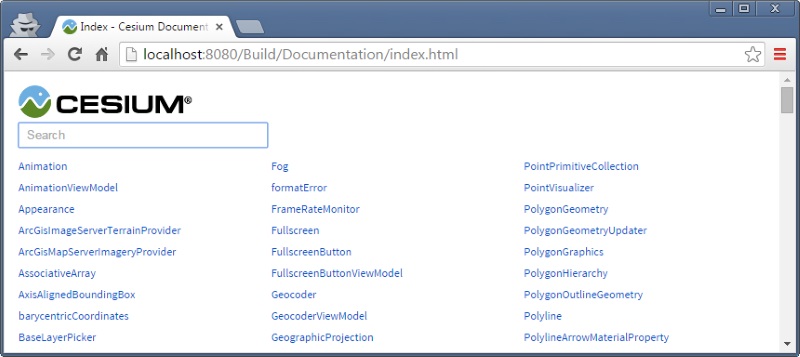 Index - Cesium Document
localhost:8080/Build/Documentation/index.html
CESIUM®
Search
Animation
AnimationViewModel
Appearance
ArcGisImageServerTerrainProvider
ArcGisMapServerImageryProvider
AssociativeArray
AxisAlignedBoundingBox
barycentricCoordinates
BaseLayerPicker
Fog
formatError
FrameRateMonitor
Fullscreen
FullscreenButton
FullscreenButtonViewModel
Geocoder
GeocoderViewModel
GeographicProjection
PointPrimitiveCollection
PointVisualizer
PolygonGeometry
PolygonGeometryUpdater
PolygonGraphics
PolygonHierarchy
PolygonOutlineGeometry
Polyline
PolylineArrowMaterialProperty